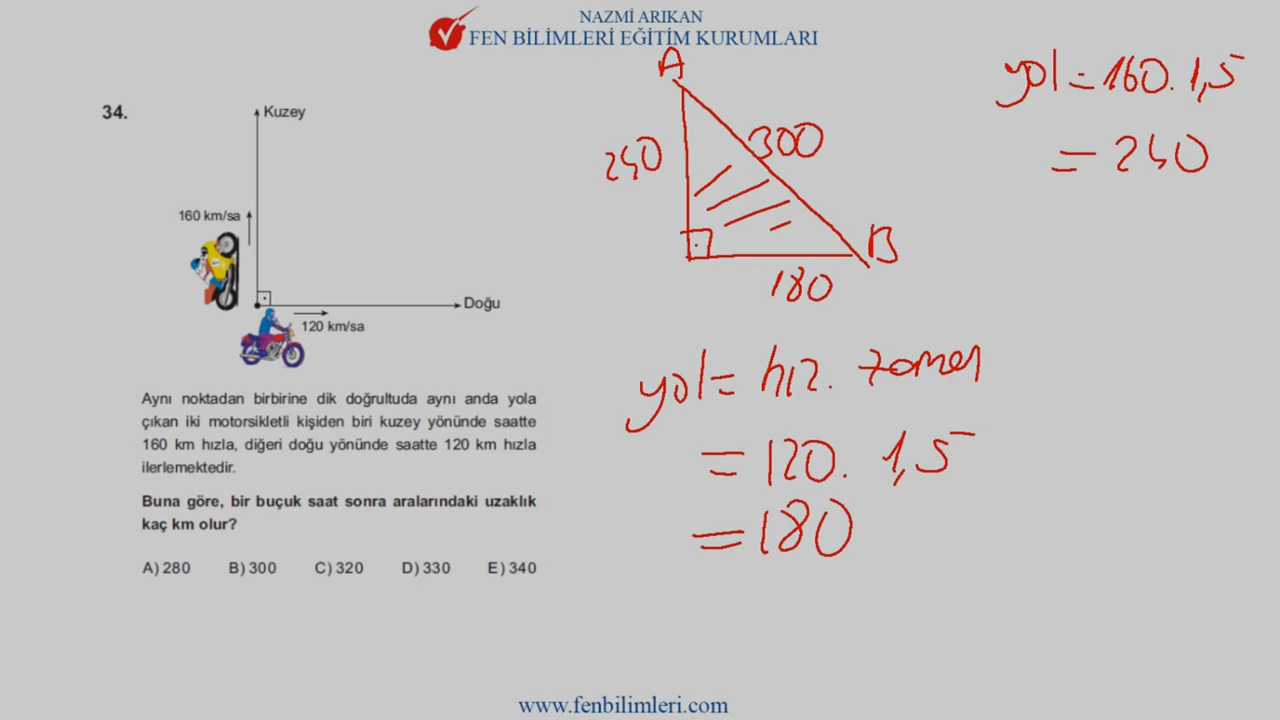 NAZMİ ARIKAN
FEN BİLİMLERİ EĞİTİM KURUMLARI
34.
Kuzey
160 km/sa
Doğu
120 km/sa
Aynı noktadan birbirine dik doğrultuda aynı anda yola
çıkan iki motorsikletli kişiden biri kuzey yönünde saatte
160 km hızla, diğeri doğu yönünde saatte 120 km hızla
ilerlemektedir.
Buna göre, bir buçuk saat sonra aralarındaki uzaklık
kaç km olur?
A) 280 B) 300 C) 320 D) 330 E) 340
A
240
300
B
180
yol = hız. zaman
= 120. 1,5
= 180
yol = 160. 1,5
= 240
www.fenbilimleri.com